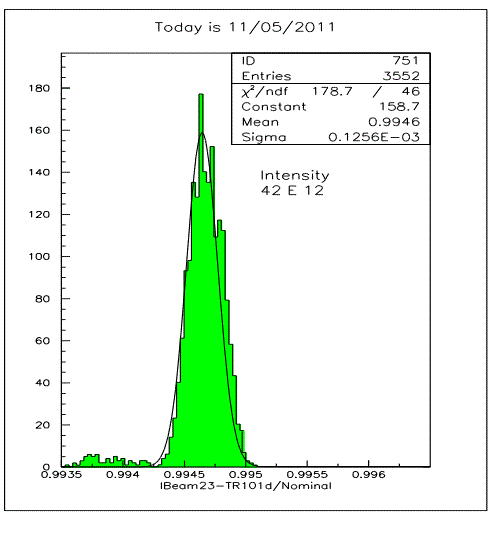 Today is 11/05/2011
ID 751
Entries 3552
χ²/ndf 178.7 / 46
Constant 158.7
Mean 0.9946
Sigma 0.1256E-03
Intensity
42 E 12
180
160
140
120
100
80
60
40
20
0
0.9935 0.994 0.9945 0.995 0.9955 0.996
IBeam23-TR101d/Nominal